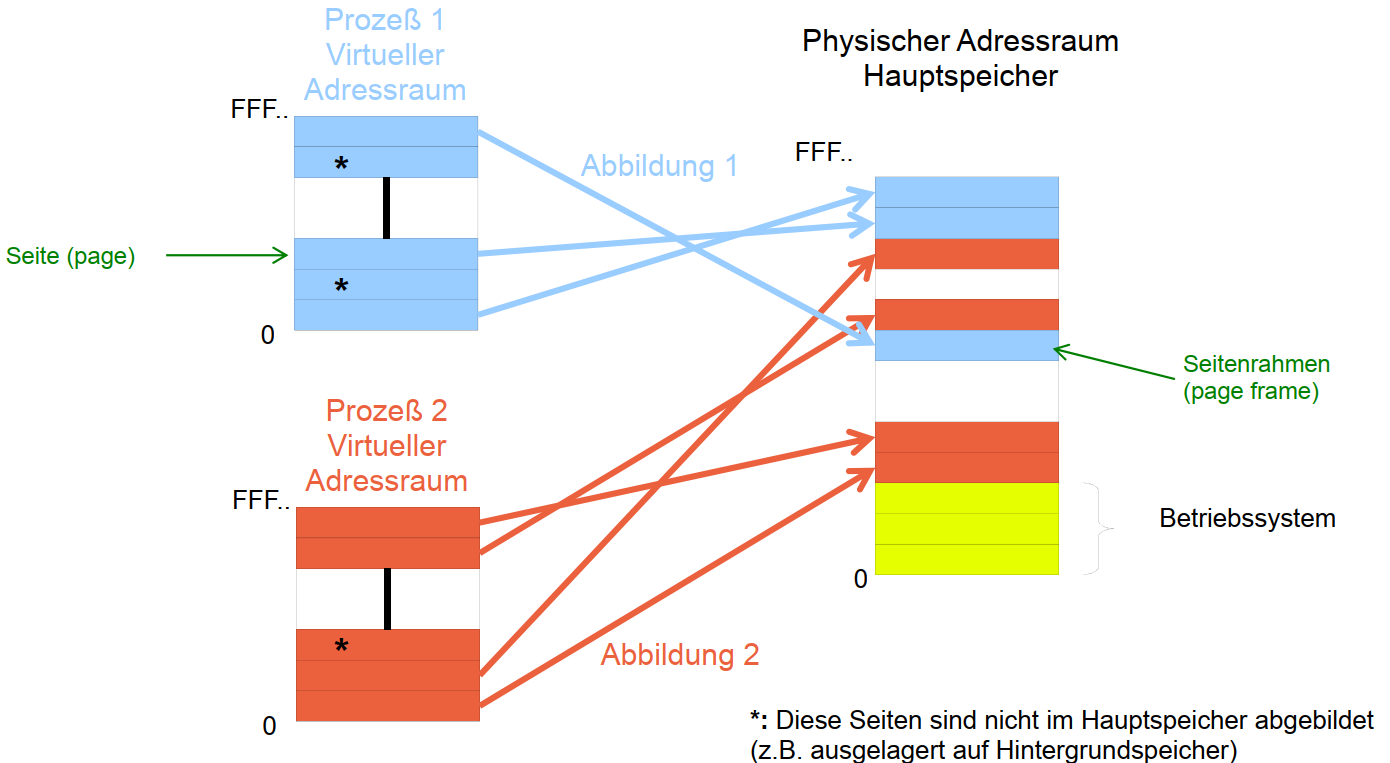 Prozeß 1
Virtueller
Adressraum
FFF..
*
Seite (page)
*
0
Abbildung 1
Physischer Adressraum
Hauptspeicher
FFF..
Seitenrahmen
(page frame)
Betriebssystem
0
Prozeß 2
Virtueller
Adressraum
FFF..
*
0
Abbildung 2
*: Diese Seiten sind nicht im Hauptspeicher abgebildet
(z.B. ausgelagert auf Hintergrundspeicher)